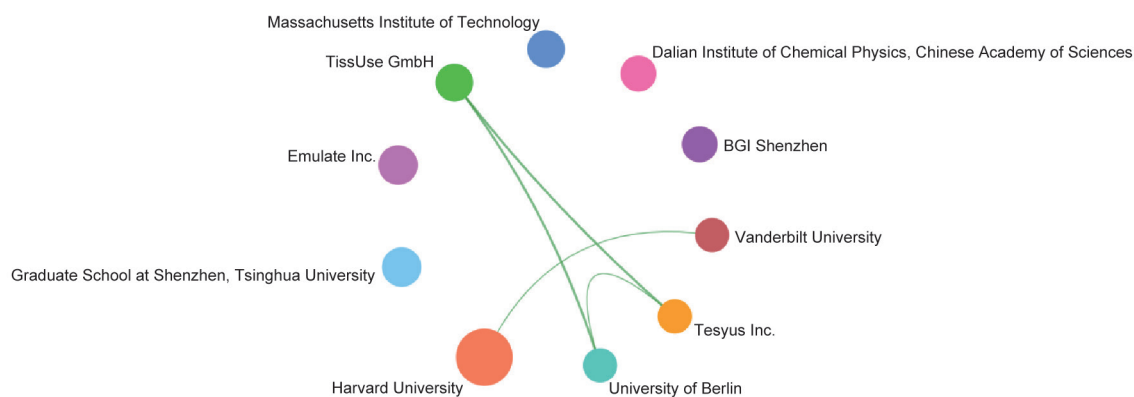 Massachusetts Institute of Technology
TissUse GmbH
Dalian Institute of Chemical Physics, Chinese Academy of Sciences
Emulate Inc.
BGI Shenzhen
Vanderbilt University
Graduate School at Shenzhen, Tsinghua University
Tesyus Inc.
Harvard University
University of Berlin